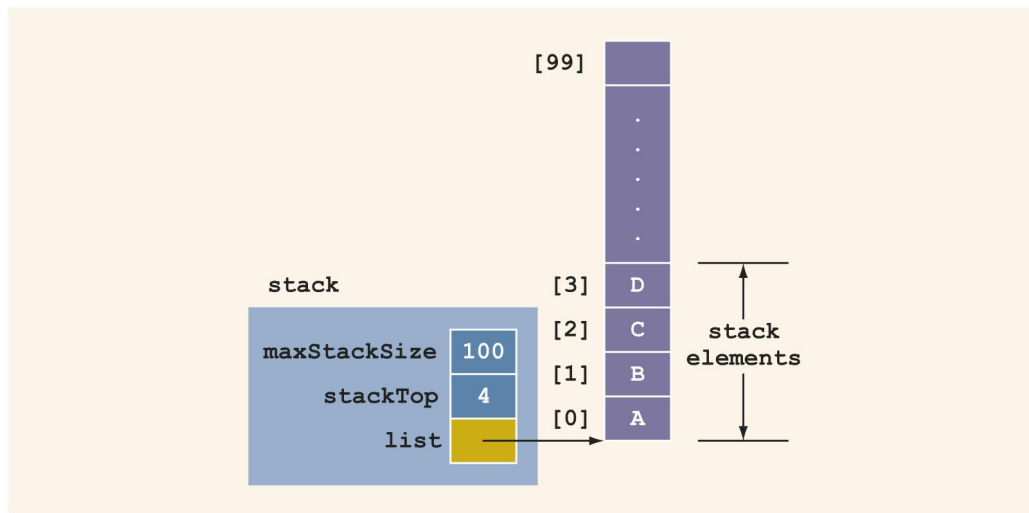 [99]
.
.
.
.
.
stack
[3] D
[2] C
stack
elements
maxStackSize 100
[1] B
stackTop 4
[0] A
list